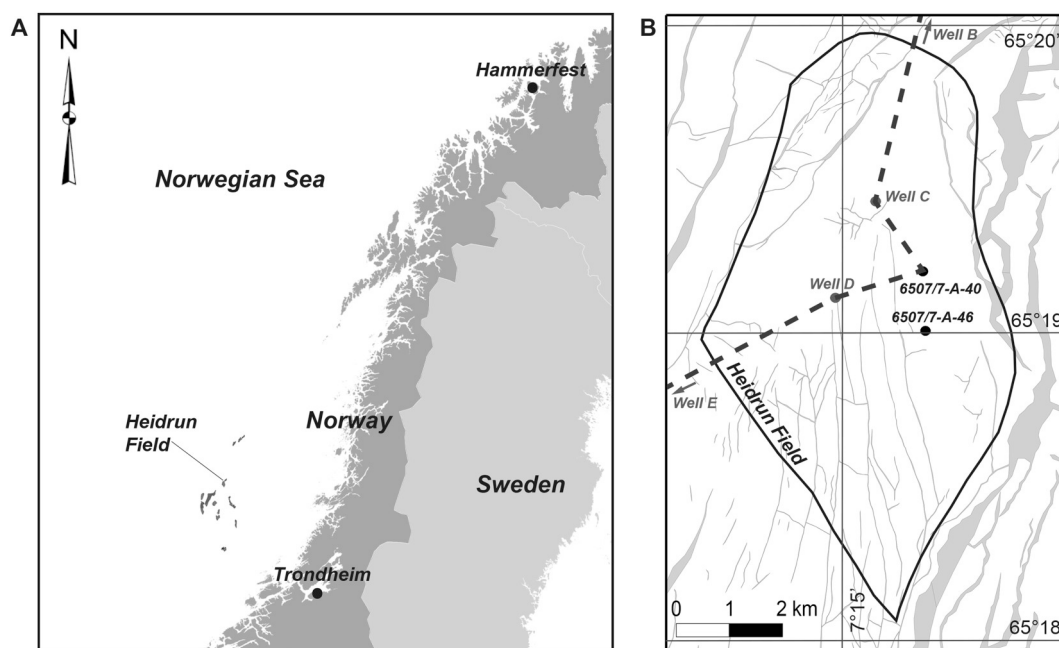 A
N
Hammerfest
Norwegian Sea
Heidrun
Field
Norway
Sweden
Trondheim
B
Well B
65°20'
Well C
6507/7-A-40
Well D
6507/7-A-46
65°19'
Well E
Heidrun Field
0 1 2 km
7°15'
65°18'